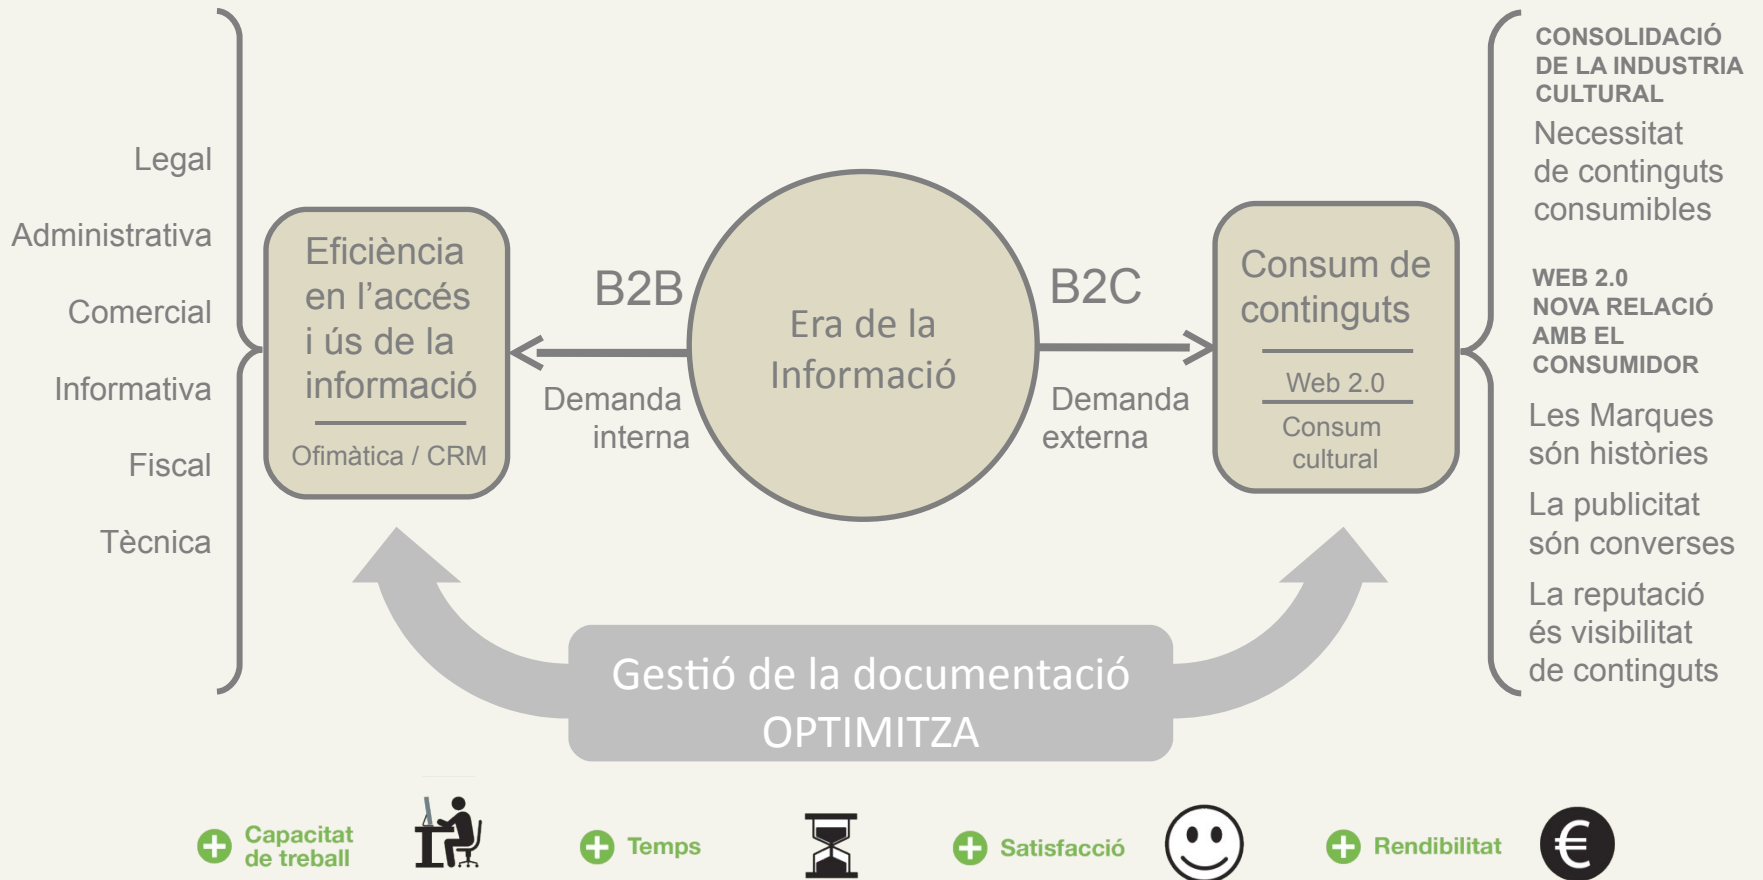 Legal
Administrativa
Comercial
Informativa
Fiscal
Tècnica
Eficiència
en l’accés
i ús de la
informació
Ofimàtica / CRM
B2B
Demanda
interna
Era de la
Informació
B2C
Demanda
externa
Consum de
continguts
Web 2.0
Consum
cultural
CONSOLIDACIÓ
DE LA INDUSTRIA
CULTURAL
Necessitat
de continguts
consumibles
WEB 2.0
NOVA RELACIÓ
AMB EL
CONSUMIDOR
Les Marques
són històries
La publicitat
són converses
La reputació
és visibilitat
de continguts
Gestió de la documentació
OPTIMITZA
+ Capacitat
de treball
+ Temps
+ Satisfacció
+ Rendibilitat
€